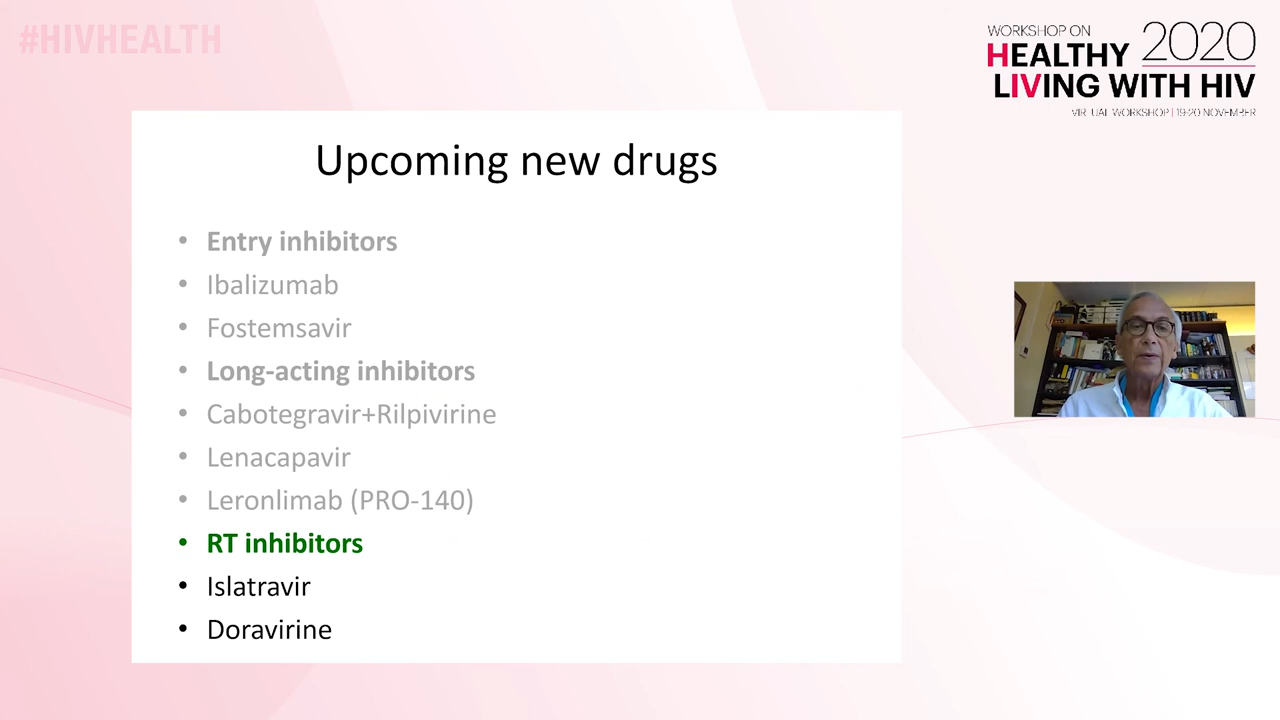 #HIVHEALTH
WORKSHOP ON
HEALTHY 2020
LIVING WITH HIV
VIRTUAL WORKSHOP | 19-20 NOVEMBER
Upcoming new drugs
• Entry inhibitors
• Ibalizumab
• Fostemsavir
• Long-acting inhibitors
• Cabotegravir+Rilpivirine
• Lenacapavir
• Leronlimab (PRO-140)
• RT inhibitors
• Islatravir
• Doravirine